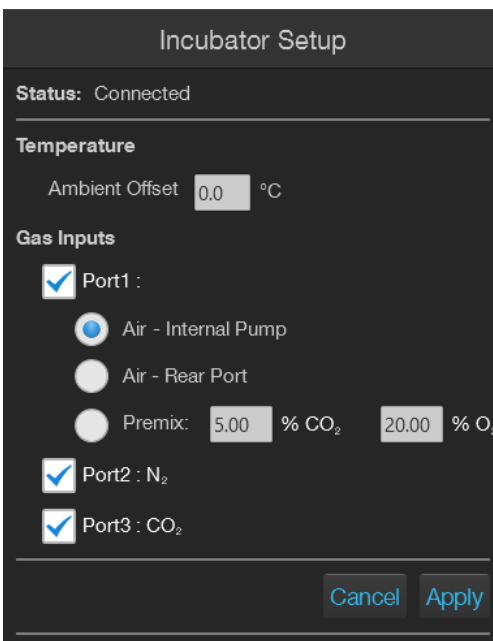 Incubator Setup
Status: Connected
Temperature
Ambient Offset 0.0 °C
Gas Inputs
Port1 :
Air - Internal Pump
Air - Rear Port
Premix: 5.00 % CO₂ 20.00 % O₂
Port2 : N₂
Port3 : CO₂
Cancel Apply